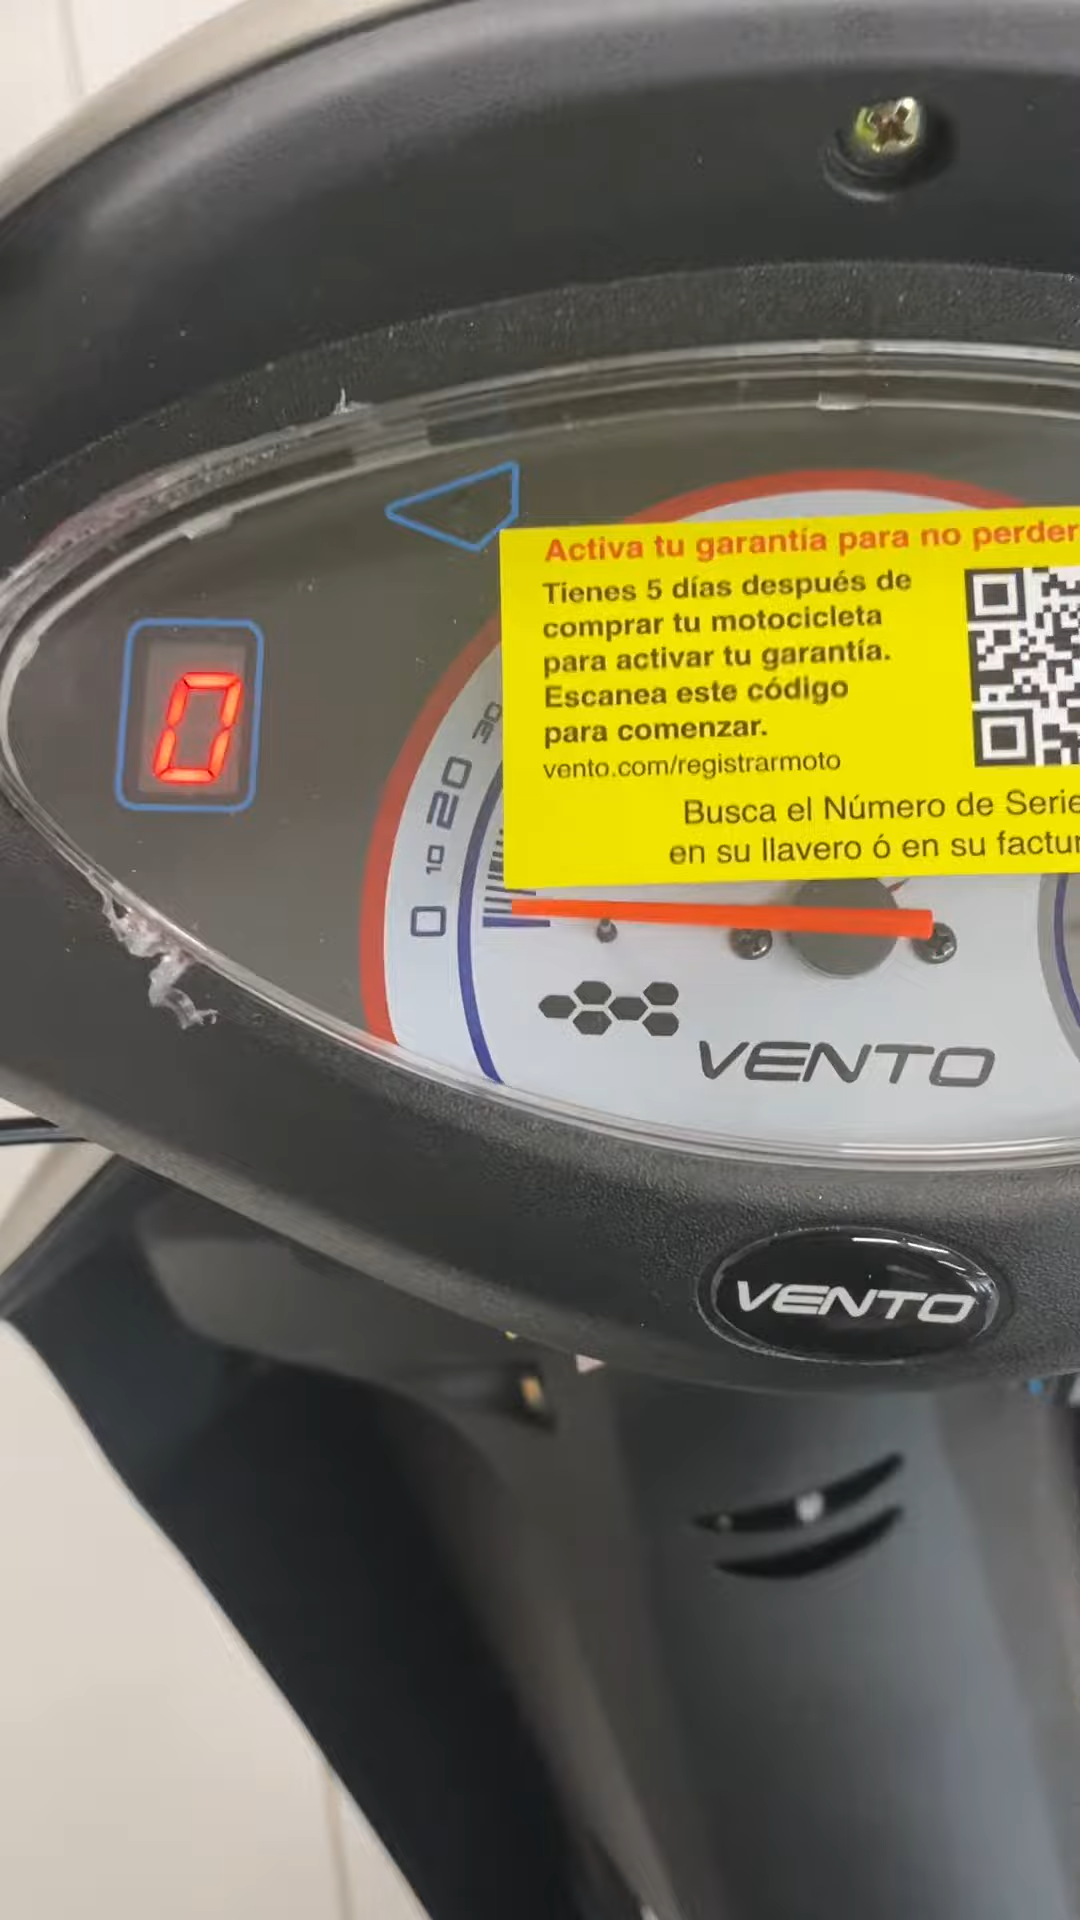 Activa tu garantía para no perder
Tienes 5 días después de
comprar tu motocicleta
para activar tu garantía.
Escanea este código
para comenzar.
vento.com/registrarmoto
Busca el Número de Serie
en su llavero ó en su factur
0
30
20
10
0
VENTO
VENTO